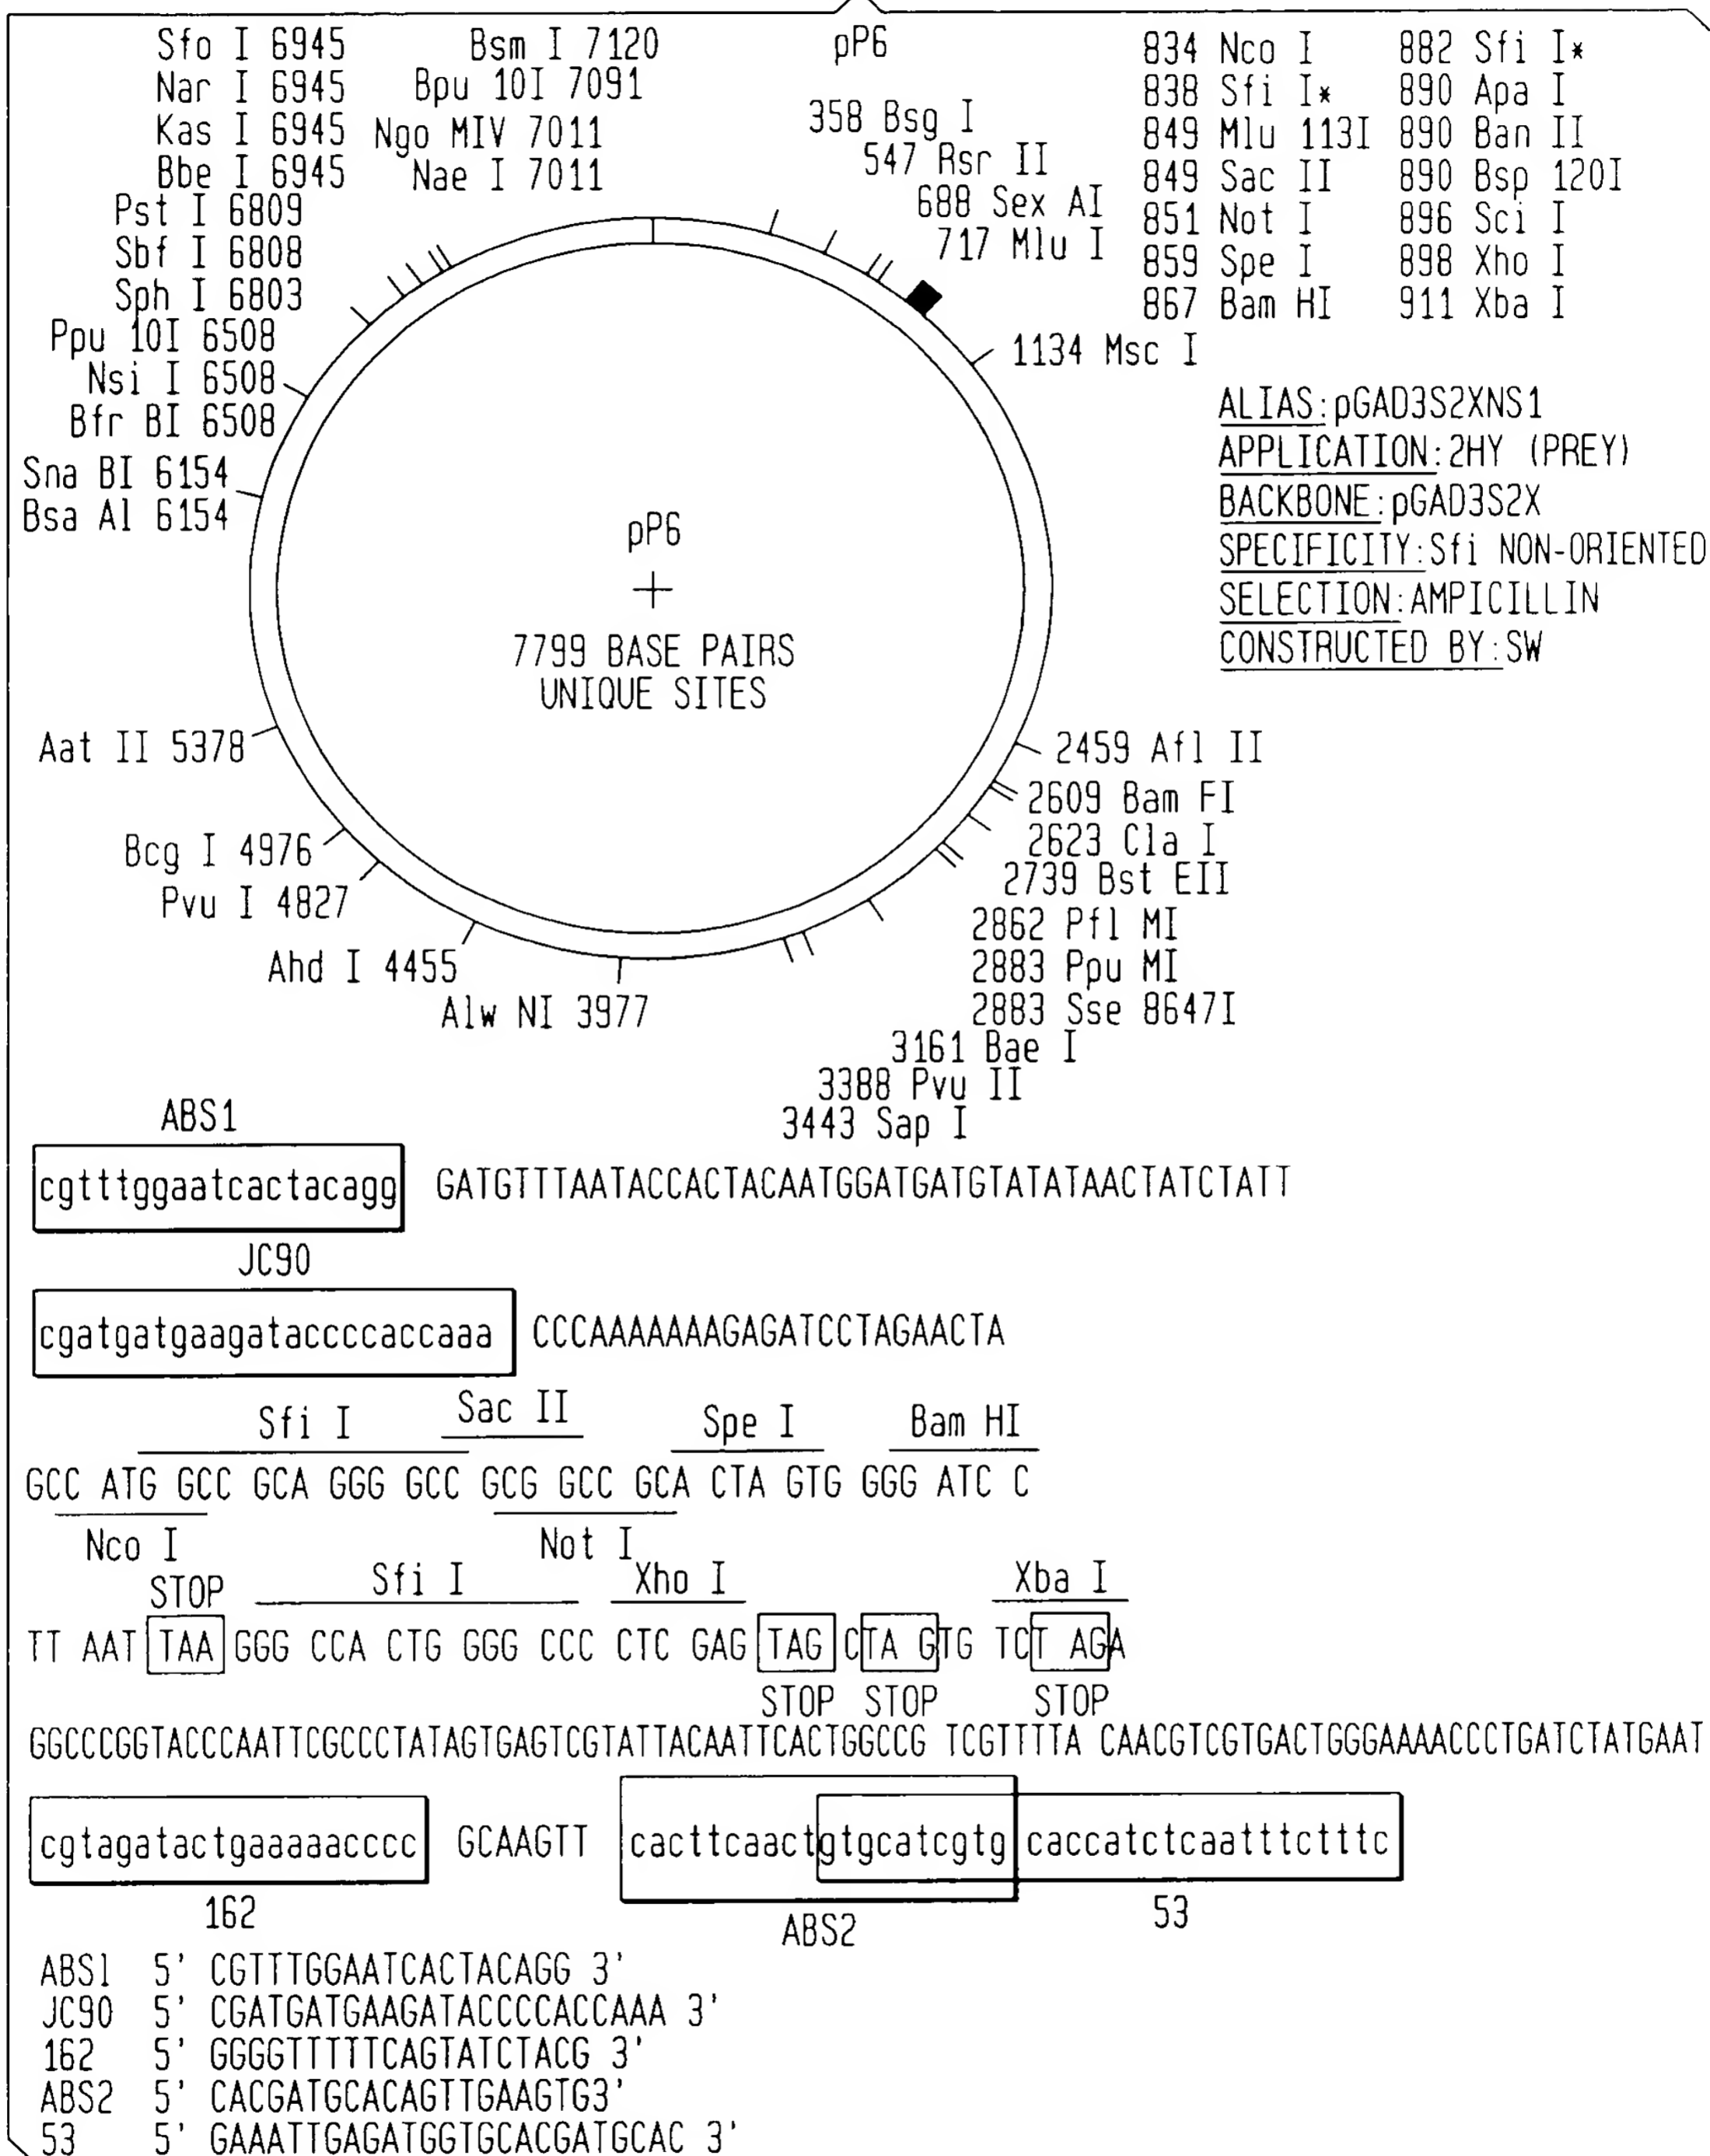 pP6
Sfo I 6945
Nar I 6945
Kas I 6945
Bbe I 6945
Pst I 6809
Sbf I 6808
Sph I 6803
Ppu 10I 6508
Nsi I 6508
Bfr BI 6508
Sna BI 6154
Bsa Al 6154
Aat II 5378
Bcg I 4976
Pvu I 4827
Ahd I 4455
Alw NI 3977
Bsm I 7120
Bpu 10I 7091
Ngo MIV 7011
Nae I 7011
358 Bsg I
547 Rsr II
688 Sex AI
717 Mlu I
834 Nco I
838 Sfi I*
849 Mlu 113I
849 Sac II
851 Not I
859 Spe I
867 Bam HI
882 Sfi I*
890 Apa I
890 Ban II
890 Bsp 120I
896 Sci I
898 Xho I
911 Xba I
1134 Msc I
ALIAS: pGAD3S2XNS1
APPLICATION: 2HY (PREY)
BACKBONE: pGAD3S2X
SPECIFICITY: Sfi NON-ORIENTED
SELECTION: AMPICILLIN
CONSTRUCTED BY: SW
pP6
7799 BASE PAIRS
UNIQUE SITES
2459 Afl II
2609 Bam FI
2623 Cla I
2739 Bst EII
2862 Pfl MI
2883 Ppu MI
2883 Sse 8647I
3161 Bae I
3388 Pvu II
3443 Sap I
ABS1
cgtttggaatcactacagg GATGTTTAATACCACTACAATGGATGATGTATATAACTATCTATT
JC90
cgatgatgaagataccccaccaaa CCCAAAAAAAGAGATCCTAGAACTA
Sfi I Sac II Spe I Bam HI
GCC ATG GCC GCA GGG GCC GCG GCC GCA CTA GTG GGG ATC C
Nco I Not I
STOP Sfi I Xho I Xba I
TT AAT TAA GGG CCA CTG GGG CCC CTC GAG TAG CTA GTG TCT AGA
STOP STOP STOP
GGCCCGGTACCCAATTCGCCCTATAGTGAGTCGTATTACAATTCACTGGCCG TCGTTTTA CAACGTCGTGACTGGGAAAACCCTGATCTATGAAT
cgtagatactgaaaaacccc GCAAGTT cacttcaactgtgcatcgtg caccatctcaatttctttc
162 ABS2 53
ABS1 5' CGTTTGGAATCACTACAGG 3'
JC90 5' CGATGATGAAGATACCCCACCAAA 3'
162 5' GGGGTTTTTCAGTATCTACG 3'
ABS2 5' CACGATGCACAGTTGAAGTG3'
53 5' GAAATTGAGATGGTGCACGATGCAC 3'